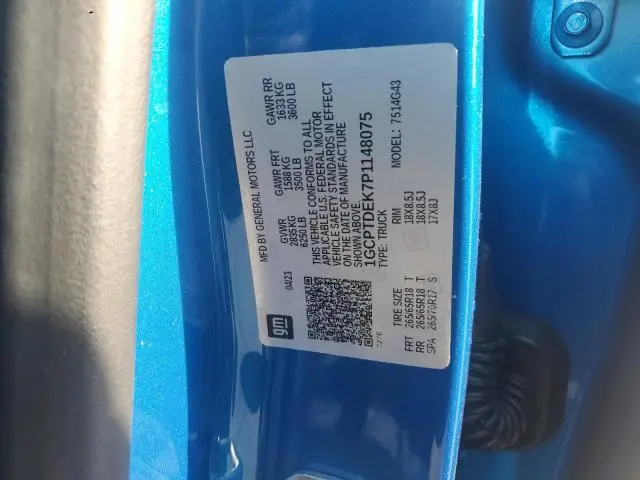 gm
04/23
MFD BY GENERAL MOTORS LLC
GVWR
2835 KG
6250 LB
GAWR FRT
1588 KG
3500 LB
GAWR RR
1633 KG
3600 LB
THIS VEHICLE CONFORMS TO ALL
APPLICABLE U.S. FEDERAL MOTOR
VEHICLE SAFETY STANDARDS IN EFFECT
ON THE DATE OF MANUFACTURE
SHOWN ABOVE
1GCPTDEK7P1148075
TYPE: TRUCK
MODEL: 7514G43
TIRE SIZE RIM
FRT 265/65R18 T 18X8.5J
RR 265/65R18 T 18X8.5J
SPA 265/70R17 S 17X8J